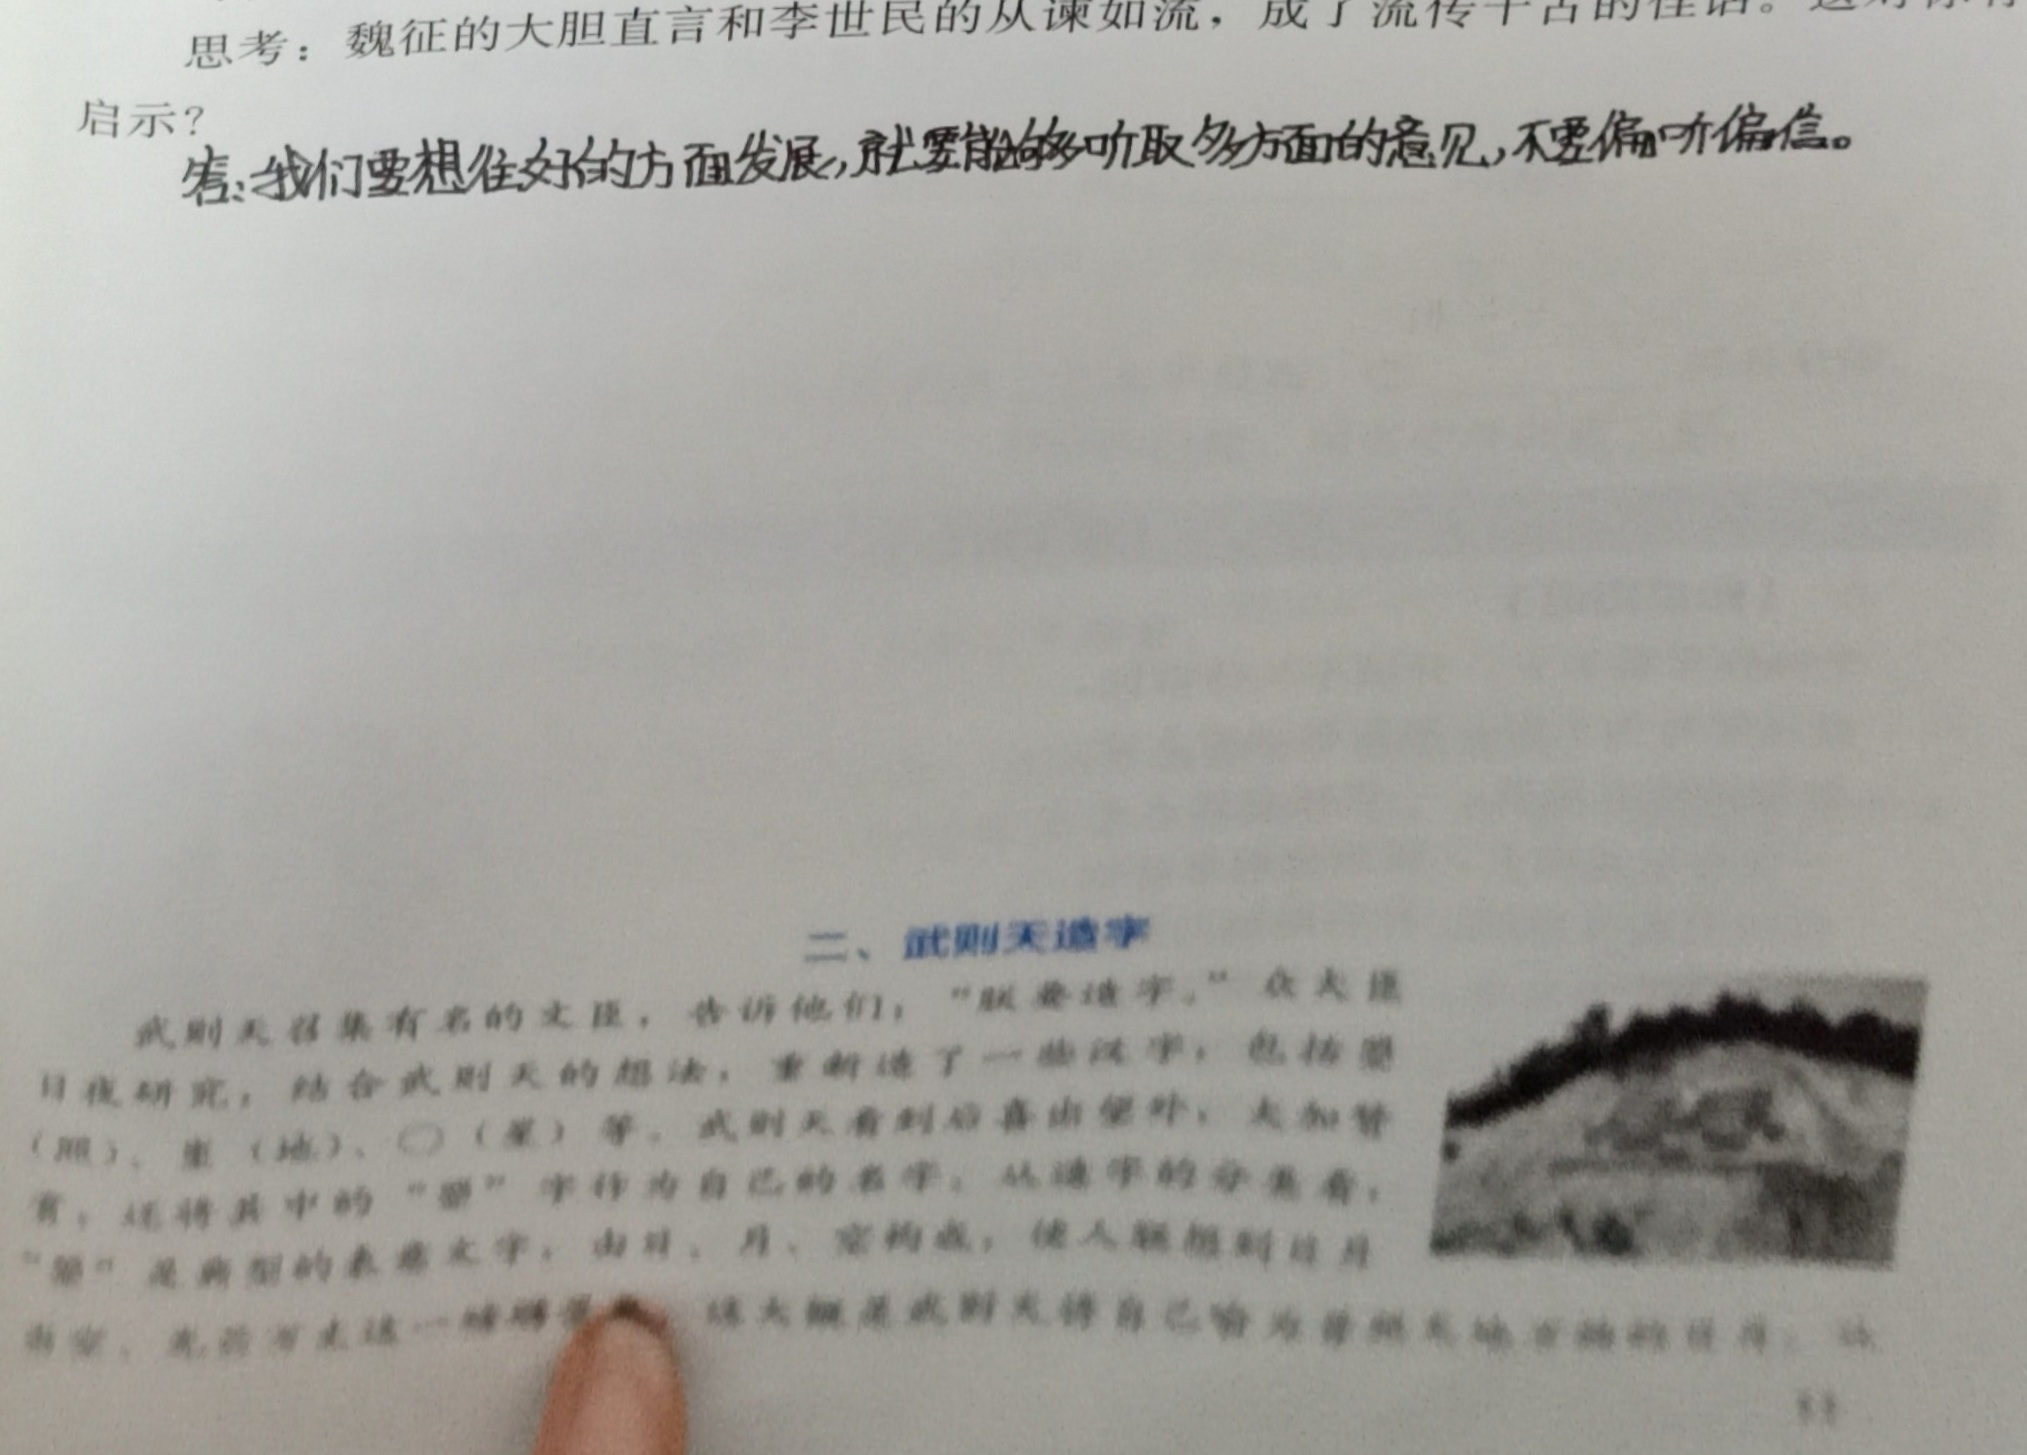 思考：魏征的大胆直言和李世民的从谏如流，成了流传千古的佳话。这对你有
启示？
答：我们要想往好的方面发展，就要能够多听取多方面的意见，不要偏听偏信。
二、武则天造字
武则天召集有名的文臣，告诉他们：“朕要造字。”众大臣
日夜研究，结合武则天的想法，重新造了一些汉字，包括曌
（照）、埊（地）、〇（星）等。武则天看到后喜出望外，大加赞
赏，还将其中的“曌”字作为自己的名字。从造字的分类看，
“曌”是典型的表意文字，由日、月、空构成，使人联想到日月
当空，光芒万丈这一 这大概是武则天将自己喻为普照天地万物的日月，